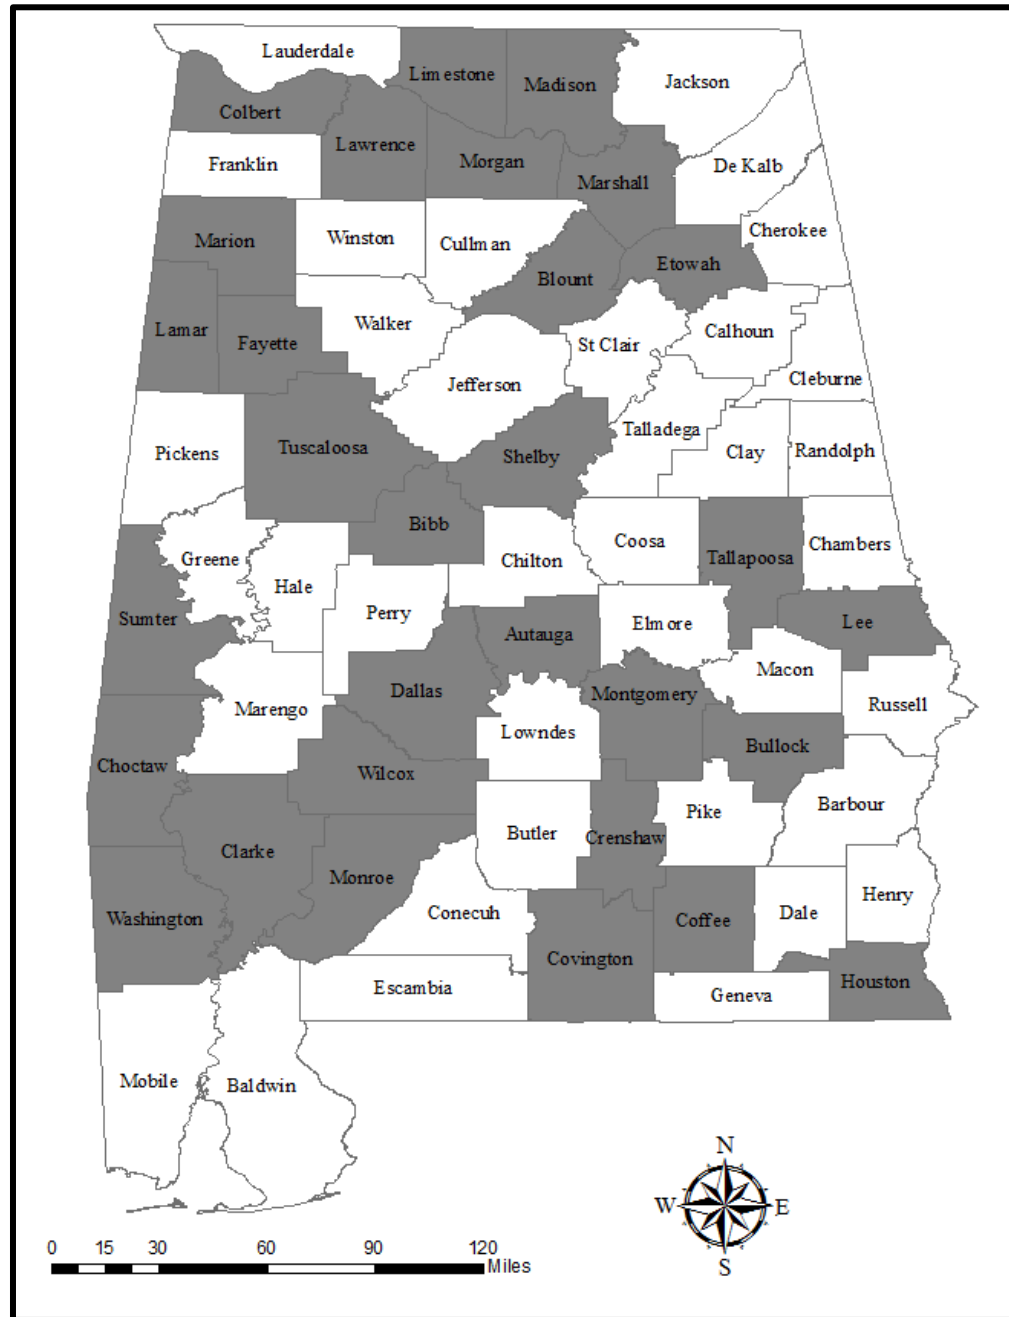 Lauderdale
Limestone
Madison
Jackson
Colbert
Lawrence
Franklin
Morgan
De Kalb
Marshall
Cherokee
Marion
Winston
Cullman
Etowah
Blount
Lamar
Fayette
Walker
St Clair
Calhoun
Cleburne
Jefferson
Talladega
Pickens
Tuscaloosa
Shelby
Clay
Randolph
Bibb
Greene
Hale
Chilton
Coosa
Tallapoosa
Chambers
Sumter
Perry
Autauga
Elmore
Lee
Macon
Marengo
Dallas
Montgomery
Russell
Lowndes
Bullock
Choctaw
Wilcox
Butler
Crenshaw
Pike
Barbour
Clarke
Monroe
Washington
Conecuh
Coffee
Dale
Henry
Covington
Escambia
Geneva
Houston
Mobile
Baldwin
N
W E
S
0 15 30 60 90 120
Miles